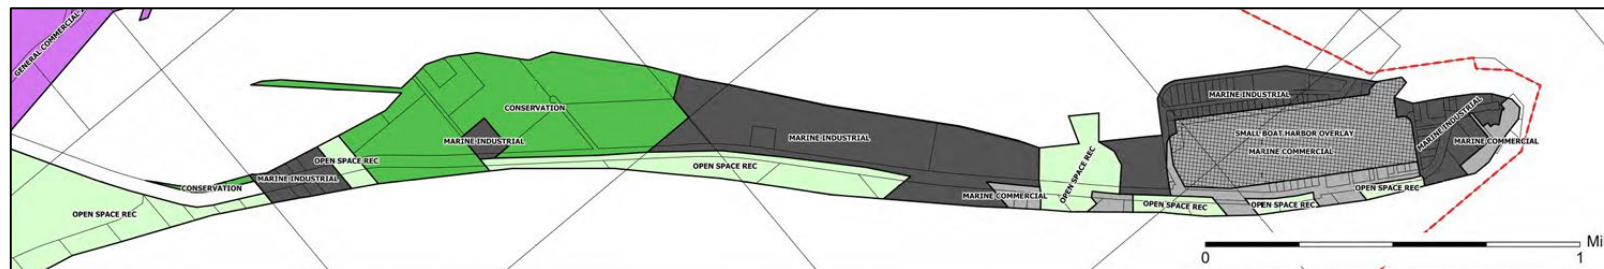 GENERAL COMMERCIAL
MARINE INDUSTRIAL
CONSERVATION
SMALL BOAT HARBOR OVERLAY
MARINE COMMERCIAL
MARINE INDUSTRIAL
MARINE COMMERCIAL
MARINE INDUSTRIAL
MARINE INDUSTRIAL
OPEN SPACE REC
OPEN SPACE REC
OPEN SPACE REC
MARINE INDUSTRIAL
CONSERVATION
OPEN SPACE REC
MARINE COMMERCIAL
OPEN SPACE REC
OPEN SPACE REC
OPEN SPACE REC
Mi
0
1